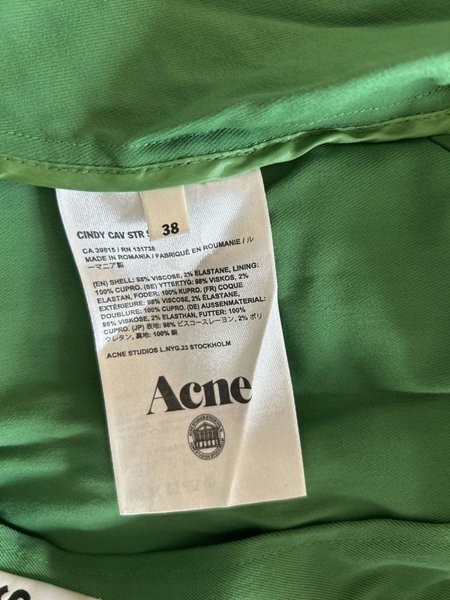 38
CINDY CAV STR S
CA 39815 / RN 131738
MADE IN ROMANIA / FABRIQUÉ EN ROUMANIE / ル
ーマニア製
(EN) SHELL: 98% VISCOSE, 2% ELASTANE, LINING:
100% CUPRO. (SE) YTTERTYG: 98% VISKOS, 2%
ELASTAN, FODER: 100% KUPRO. (FR) COQUE
EXTÉRIEURE: 98% VISCOSE, 2% ÉLASTANE,
DOUBLURE: 100% CUPRO. (DE) AUSSENMATERIAL:
98% VISKOSE, 2% ELASTHAN, FUTTER: 100%
CUPRO. (JP) 表地: 98% ビスコースレーヨン, 2% ポリ
ウレタン, 裏地: 100% 銅
ACNE STUDIOS L.NYG.23 STOCKHOLM
Acne